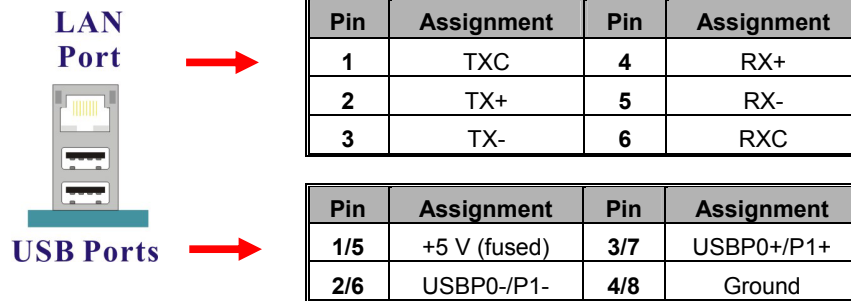 LAN
Port
Pin Assignment Pin Assignment
1 TXC 4 RX+
2 TX+ 5 RX-
3 TX- 6 RXC
USB Ports
Pin Assignment Pin Assignment
1/5 +5 V (fused) 3/7 USBP0+/P1+
2/6 USBP0-/P1- 4/8 Ground